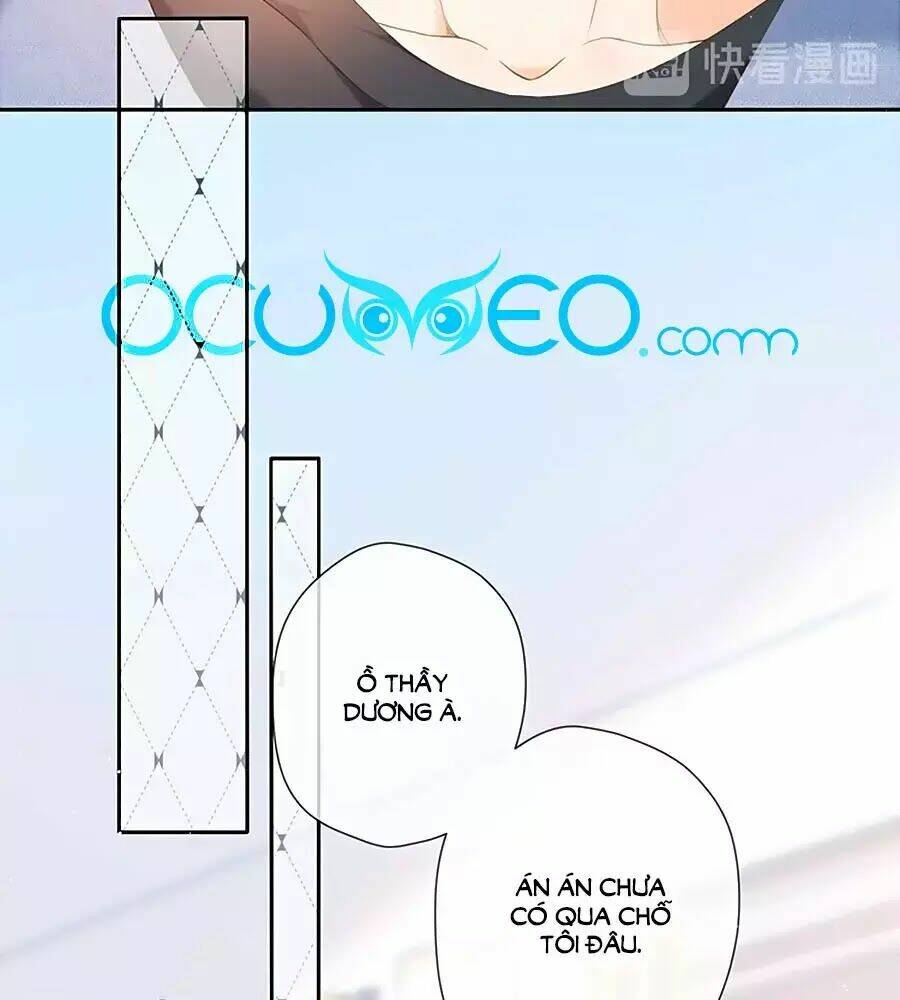 快看漫画
OCUMEO.com
Ồ THẦY
DƯƠNG À.
ÁN ÁN CHƯA
CÓ QUA CHỖ
TÔI ĐÂU.